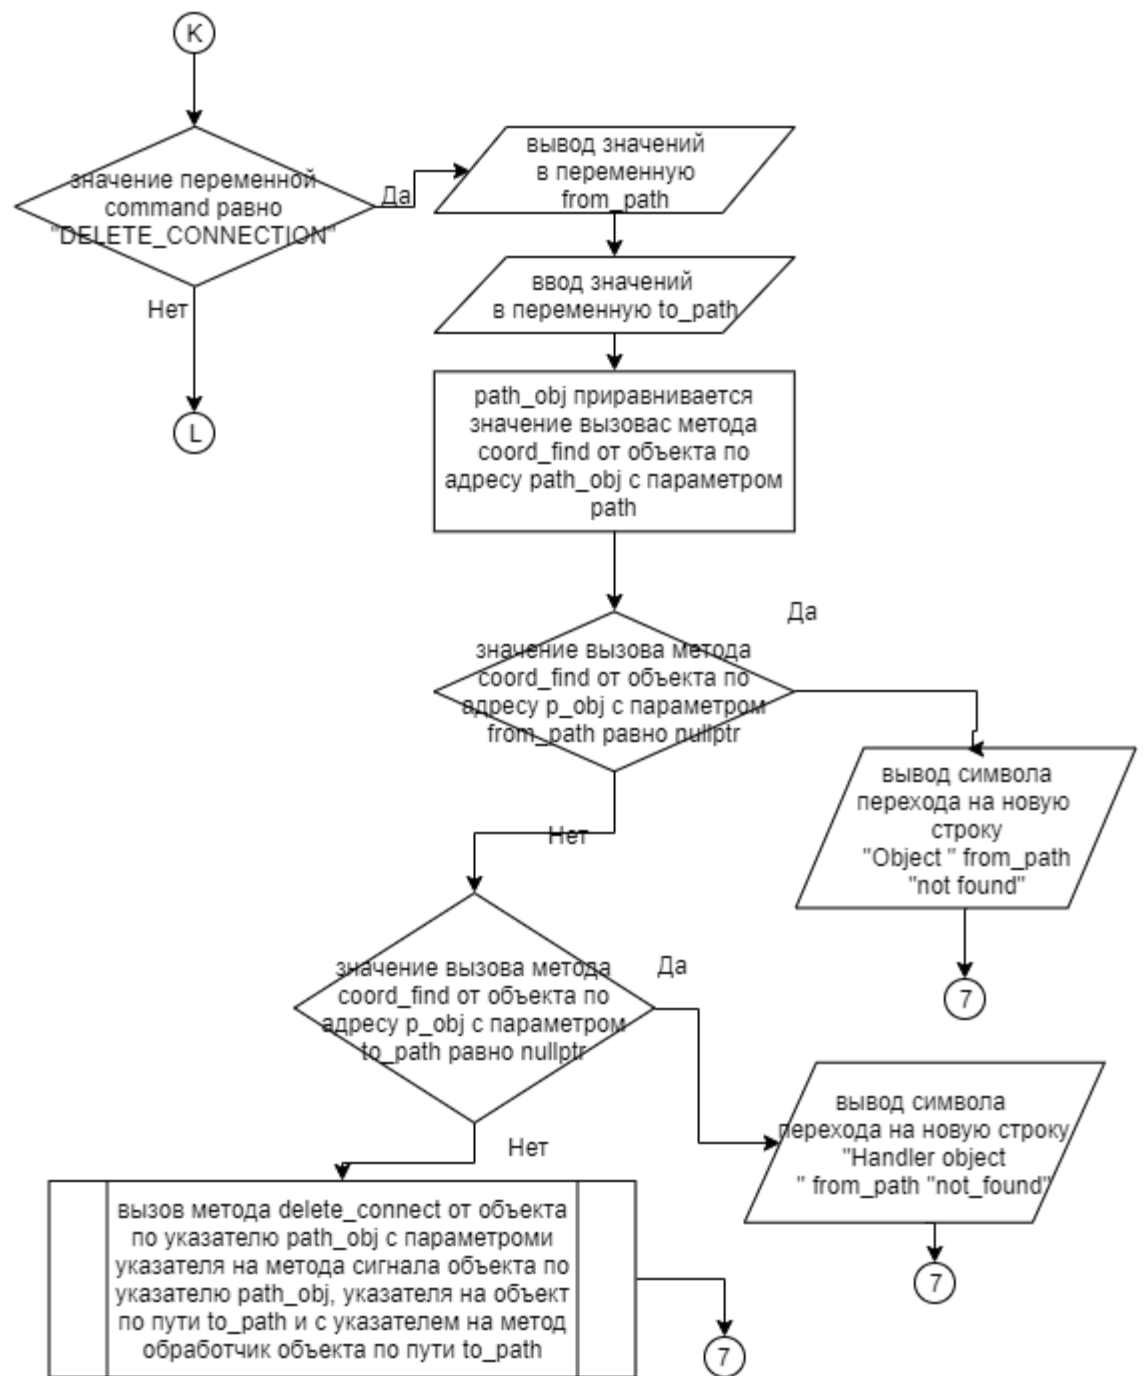 K
значение переменной
command равно
"DELETE_CONNECTION"
Да
Нет
L
вывод значений
в переменную
from_path
ввод значений
в переменную to_path
path_obj приравнивается
значение вызовас метода
coord_find от объекта по
адресу path_obj с параметром
path
значение вызова метода
coord_find от объекта по
адресу p_obj с параметром
from_path равно nullptr
Да
вывод символа
перехода на новую
строку
"Object " from_path
"not found"
7
Нет
значение вызова метода
coord_find от объекта по
адресу p_obj с параметром
to_path равно nullptr
Да
вывод символа
перехода на новую строку
"Handler object
" from_path "not_found"
7
Нет
вызов метода delete_connect от объекта
по указателю path_obj с параметроми
указателя на метода сигнала объекта по
указателю path_obj, указателя на объект
по пути to_path и с указателем на метод
обработчик объекта по пути to_path
7